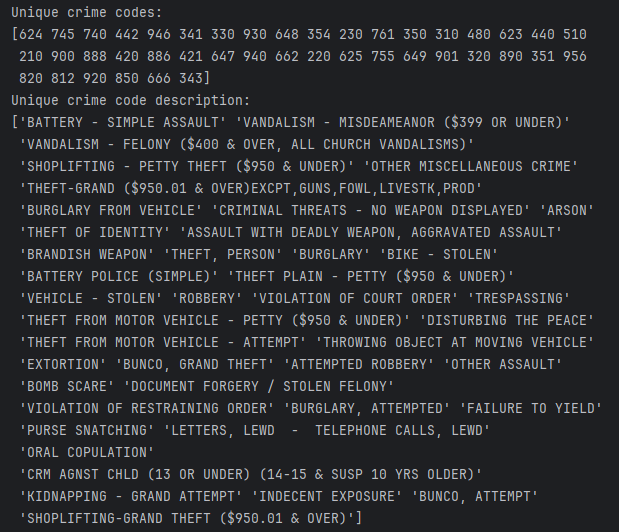 Unique crime codes:
[624 745 740 442 946 341 330 930 648 354 230 761 350 310 480 623 440 510
210 900 888 420 886 421 647 940 662 220 625 755 649 901 320 890 351 956
820 812 920 850 666 343]
Unique crime code description:
['BATTERY - SIMPLE ASSAULT' 'VANDALISM - MISDEAMEANOR ($399 OR UNDER)'
'VANDALISM - FELONY ($400 & OVER, ALL CHURCH VANDALISMS)'
'SHOPLIFTING - PETTY THEFT ($950 & UNDER)' 'OTHER MISCELLANEOUS CRIME'
'THEFT-GRAND ($950.01 & OVER)EXCPT,GUNS,FOWL,LIVESTK,PROD'
'BURGLARY FROM VEHICLE' 'CRIMINAL THREATS - NO WEAPON DISPLAYED' 'ARSON'
'THEFT OF IDENTITY' 'ASSAULT WITH DEADLY WEAPON, AGGRAVATED ASSAULT'
'BRANDISH WEAPON' 'THEFT, PERSON' 'BURGLARY' 'BIKE - STOLEN'
'BATTERY POLICE (SIMPLE)' 'THEFT PLAIN - PETTY ($950 & UNDER)'
'VEHICLE - STOLEN' 'ROBBERY' 'VIOLATION OF COURT ORDER' 'TRESPASSING'
'THEFT FROM MOTOR VEHICLE - PETTY ($950 & UNDER)' 'DISTURBING THE PEACE'
'THEFT FROM MOTOR VEHICLE - ATTEMPT' 'THROWING OBJECT AT MOVING VEHICLE'
'EXTORTION' 'BUNCO, GRAND THEFT' 'ATTEMPTED ROBBERY' 'OTHER ASSAULT'
'BOMB SCARE' 'DOCUMENT FORGERY / STOLEN FELONY'
'VIOLATION OF RESTRAINING ORDER' 'BURGLARY, ATTEMPTED' 'FAILURE TO YIELD'
'PURSE SNATCHING' 'LETTERS, LEWD  -  TELEPHONE CALLS, LEWD'
'ORAL COPULATION'
'CRM AGNST CHLD (13 OR UNDER) (14-15 & SUSP 10 YRS OLDER)'
'KIDNAPPING - GRAND ATTEMPT' 'INDECENT EXPOSURE' 'BUNCO, ATTEMPT'
'SHOPLIFTING-GRAND THEFT ($950.01 & OVER)']